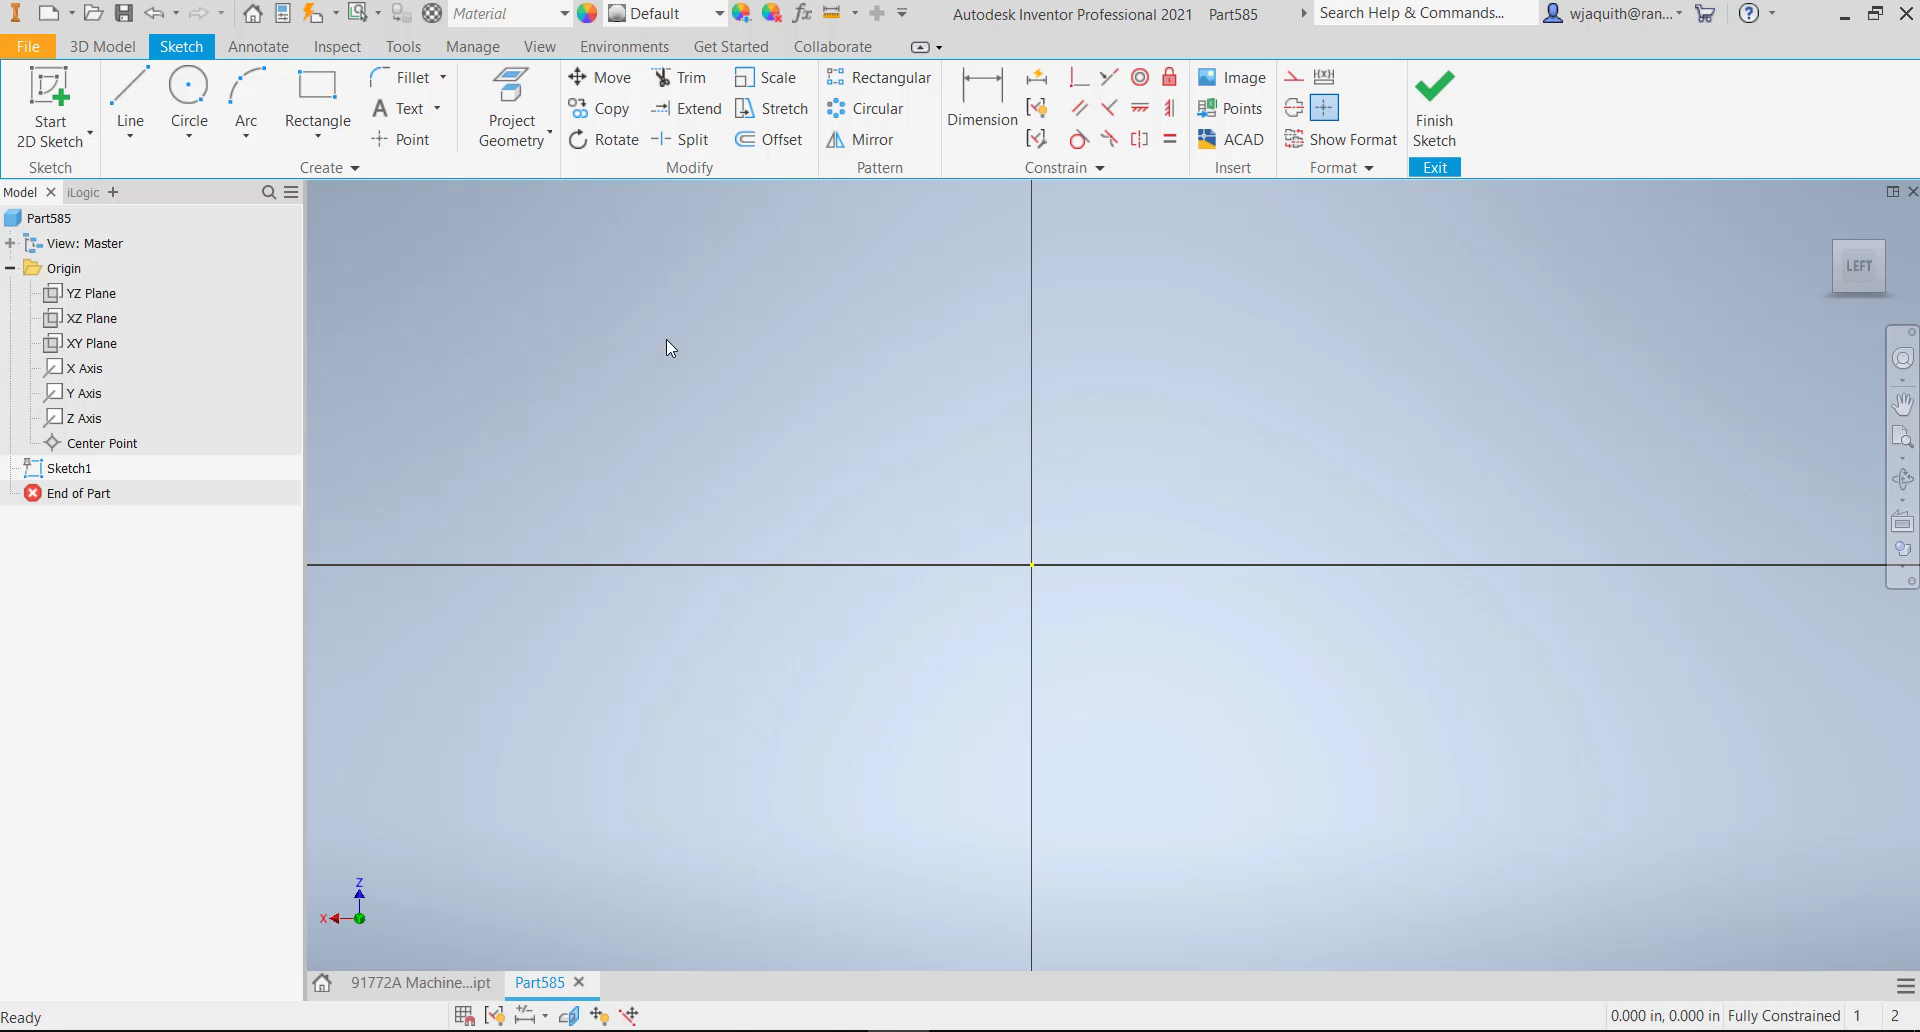 Material
Default
Autodesk Inventor Professional 2021 Part585
Search Help & Commands...
wjaquith@ran...
File 3D Model Sketch Annotate Inspect Tools Manage View Environments Get Started Collaborate
Start
2D Sketch
Line
Circle
Arc
Rectangle
Fillet
Text
Point
Project
Geometry
Move
Copy
Rotate
Trim
Extend
Split
Scale
Stretch
Offset
Rectangular
Circular
Mirror
Dimension
Image
Points
ACAD
Show Format
Finish
Sketch
Sketch Create Modify Pattern Constrain Insert Format Exit
Model iLogic
Part585
View: Master
Origin
YZ Plane
XZ Plane
XY Plane
X Axis
Y Axis
Z Axis
Center Point
Sketch1
End of Part
LEFT
Z
X
91772A Machine...ipt Part585
Ready
0.000 in, 0.000 in Fully Constrained 1 2